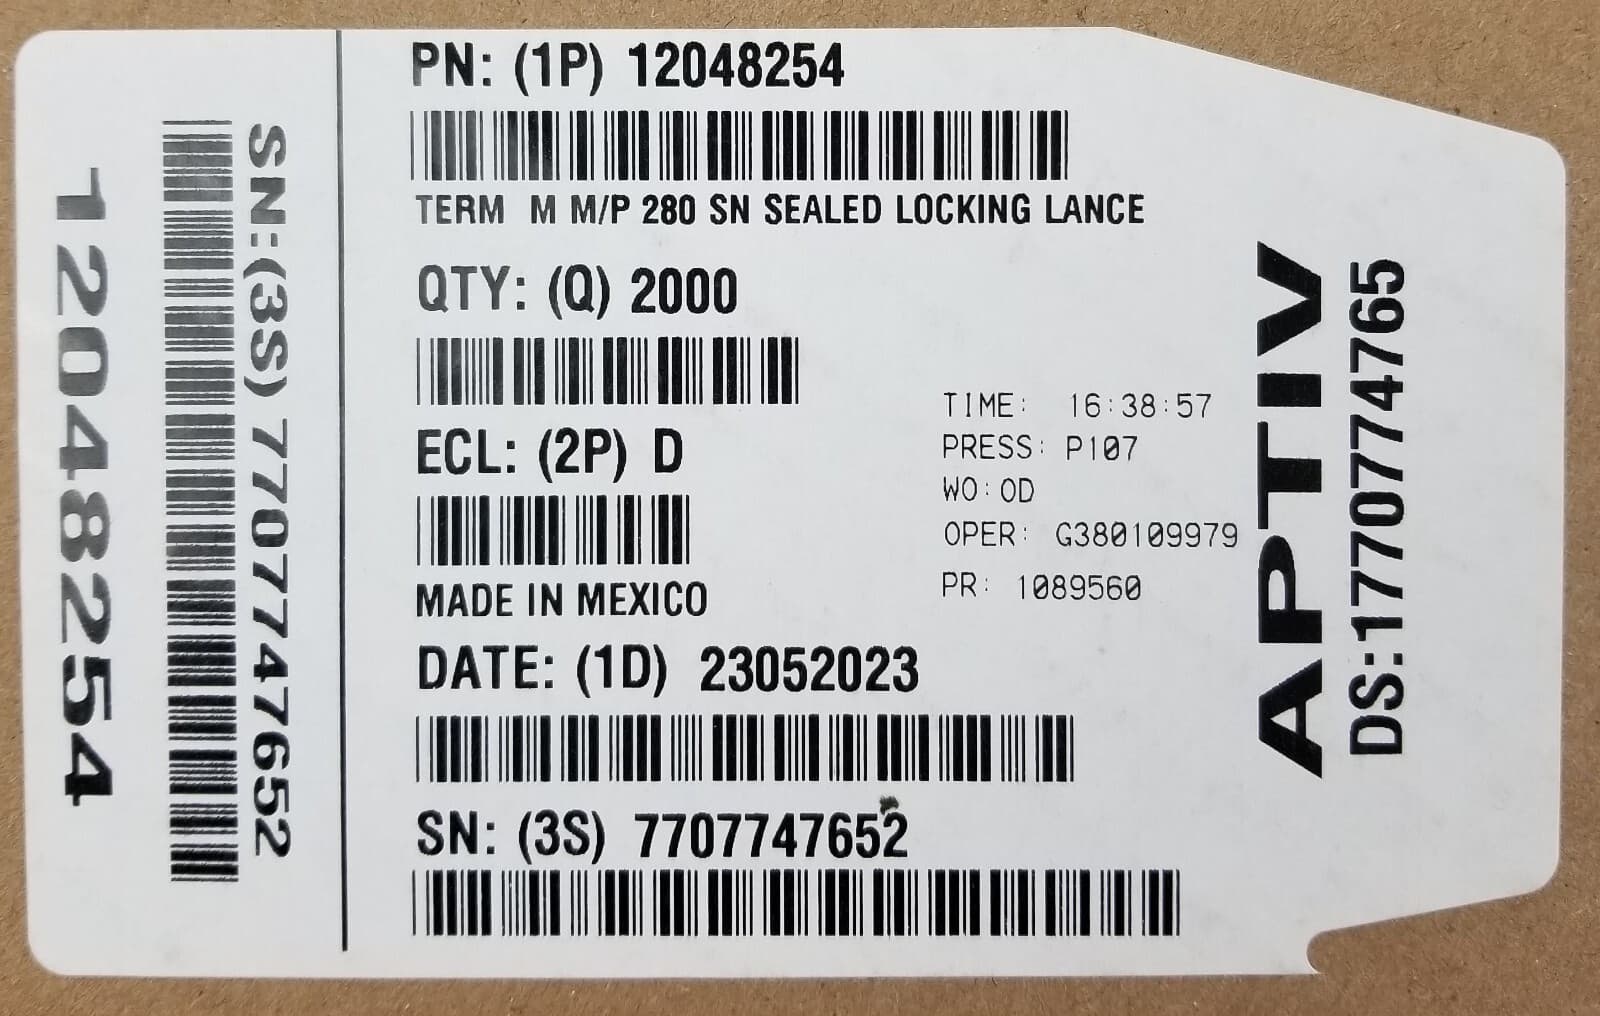 12048254
SN:(3S) 7707747652
PN: (1P) 12048254
TERM M M/P 280 SN SEALED LOCKING LANCE
QTY: (Q) 2000
ECL: (2P) D
MADE IN MEXICO
DATE: (1D) 23052023
SN: (3S) 7707747652
TIME: 16:38:57
PRESS: P107
WO:OD
OPER: G380109979
PR: 1089560
APTIV
DS:1770774765